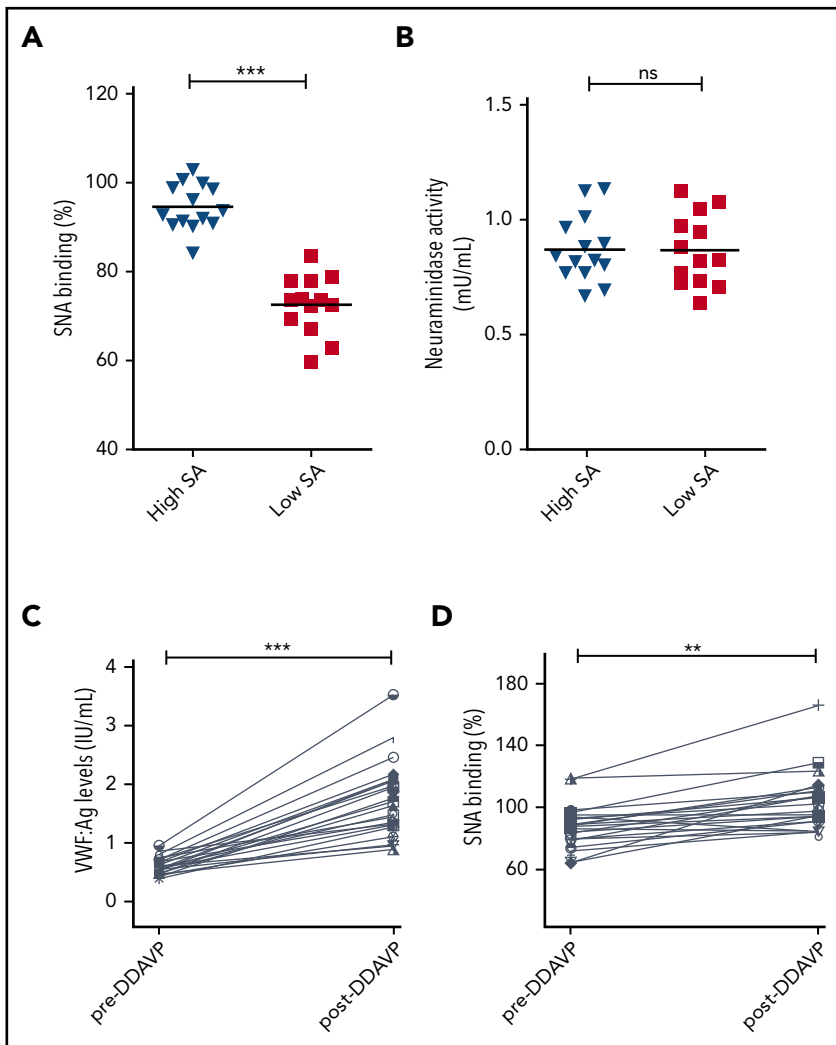 A
***
120
100
80
60
40
SNA binding (%)
High SA
Low SA
B
ns
1.5
1.0
0.5
0.0
Neuraminidase activity
(mU/mL)
High SA
Low SA
C
***
4
3
2
1
0
VWF:Ag levels (IU/mL)
pre-DDAVP
post-DDAVP
D
**
180
140
100
60
SNA binding (%)
pre-DDAVP
post-DDAVP